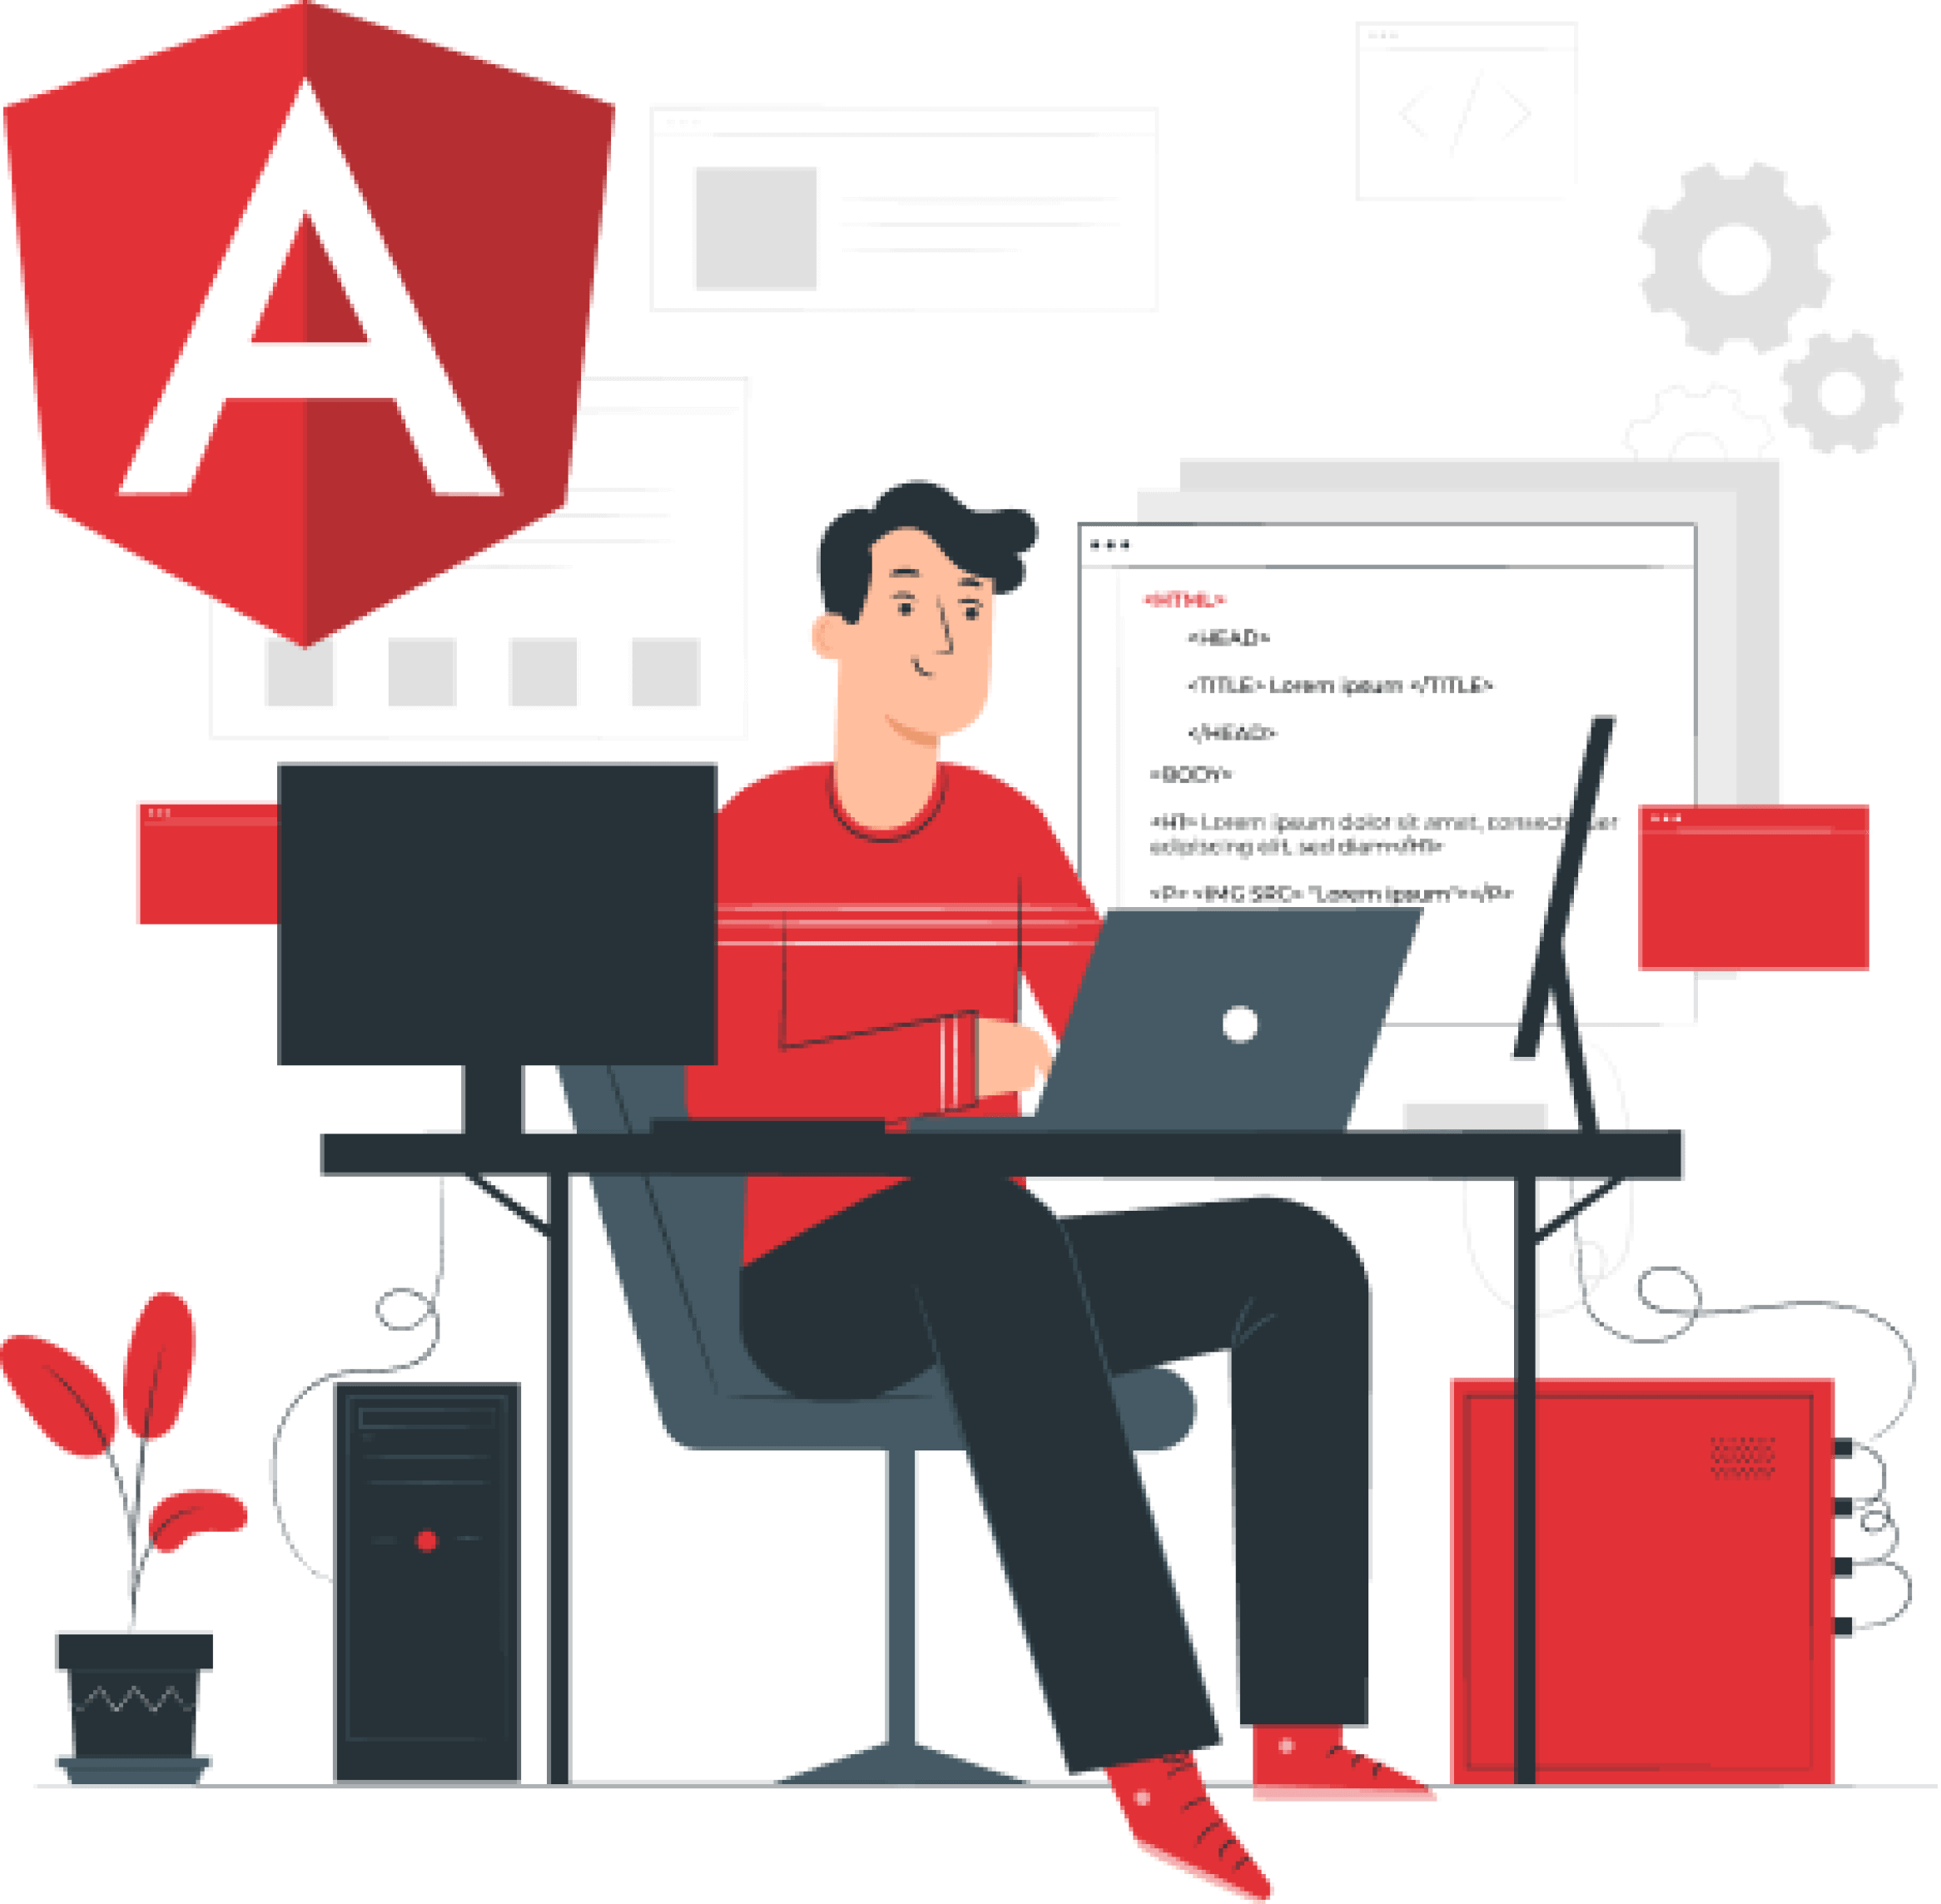 A
<HTML>
<HEAD>
<TITLE> Lorem ipsum </TITLE>
</HEAD>
<BODY>
<H1> Lorem ipsum dolor sit amet,
adipiscing elit, sed diam</H1>
<P> <IMG SRC= "Lorem ipsum"></P>